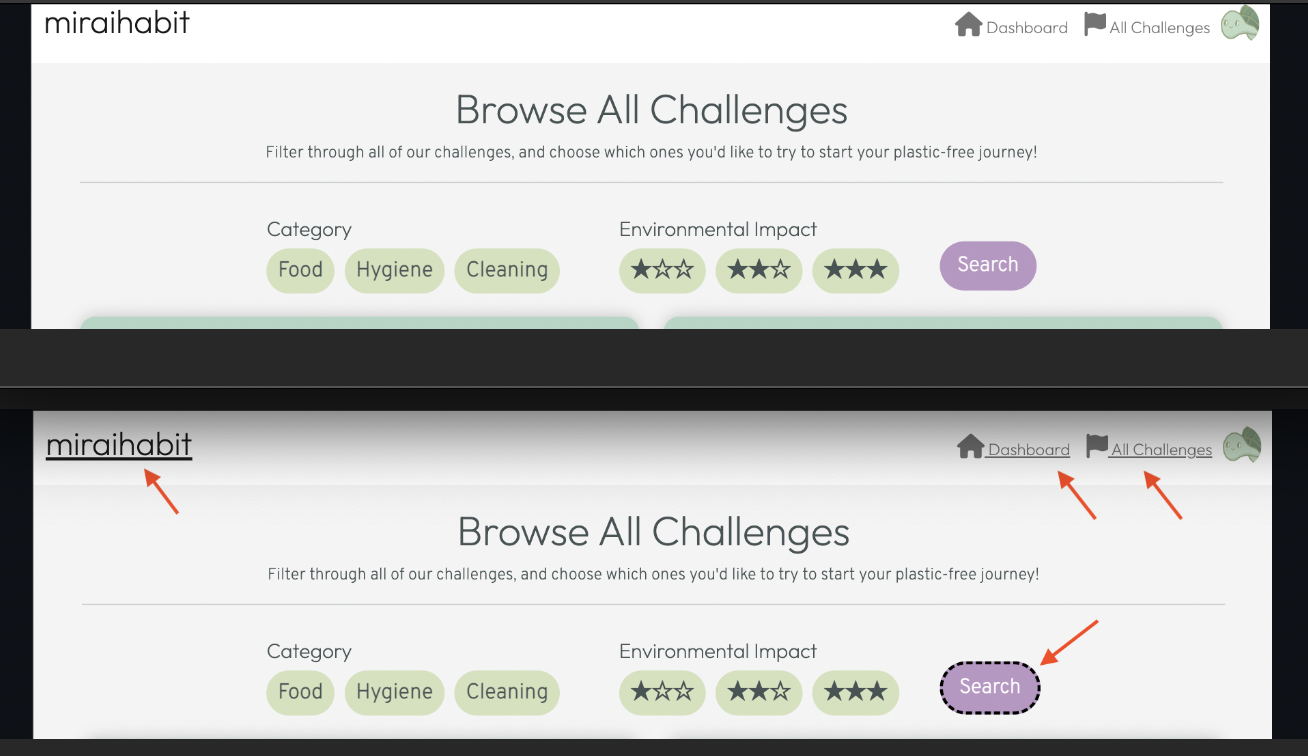 miraihabit Dashboard All Challenges
Browse All Challenges
Filter through all of our challenges, and choose which ones you'd like to try to start your plastic-free journey!
Category Environmental Impact
Food Hygiene Cleaning ★☆☆ ★★☆ ★★★ Search
miraihabit Dashboard All Challenges
Browse All Challenges
Filter through all of our challenges, and choose which ones you'd like to try to start your plastic-free journey!
Category Environmental Impact
Food Hygiene Cleaning ★☆☆ ★★☆ ★★★ Search